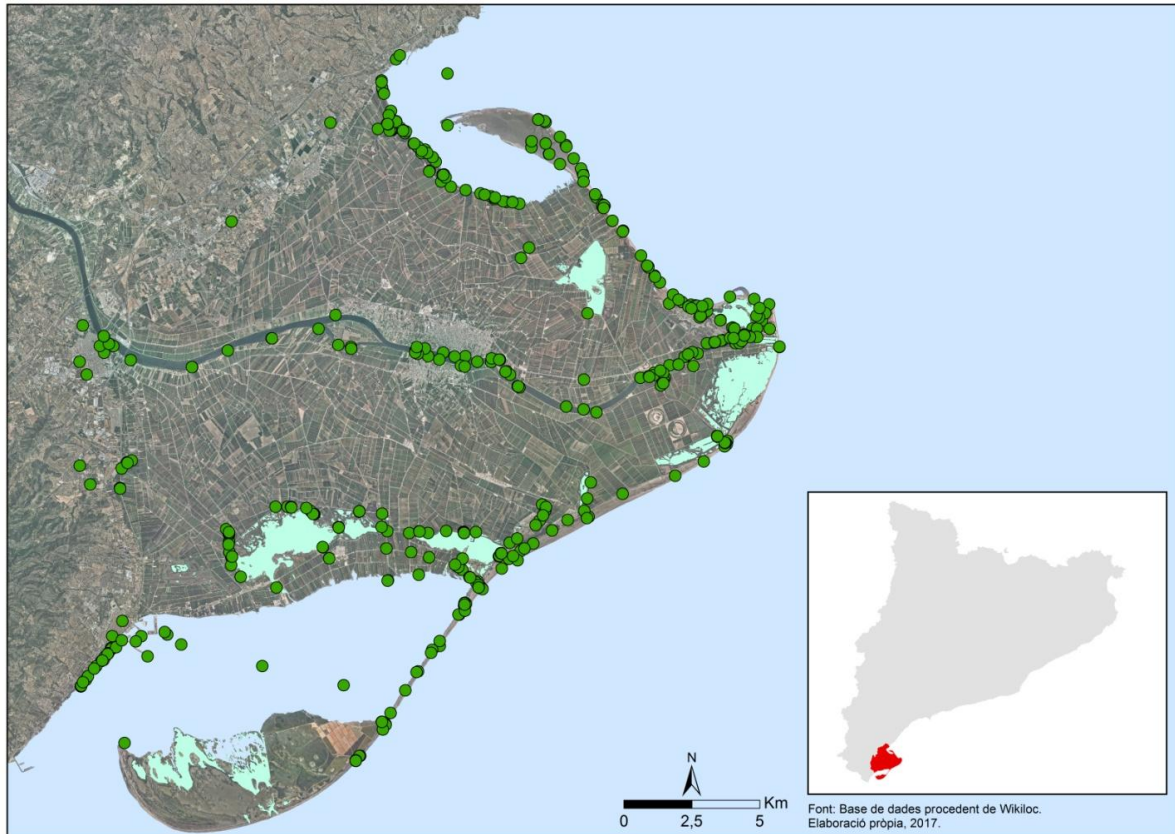 N
Km
0 2,5 5
Font: Base de dades procedent de Wikiloc.
Elaboració pròpia, 2017.